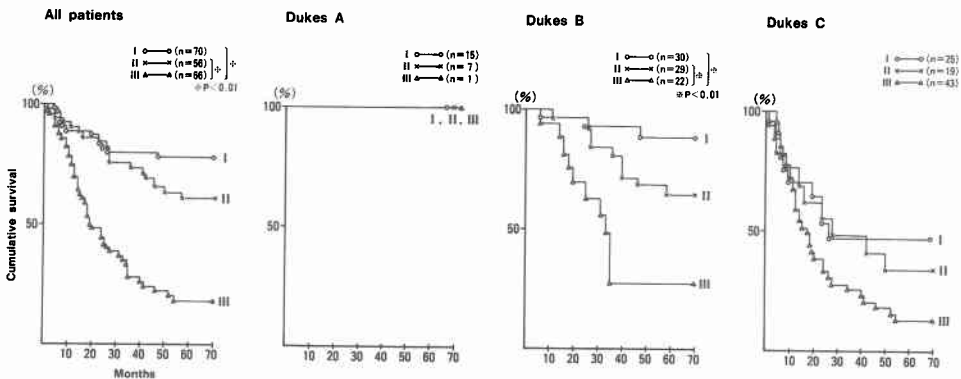 All patients
I (n=70)
II (n=56)
III (n=66)
※P<0.01
(%)
100
50
Cumulative survival
I
II
III
10 20 30 40 50 60 70
Months
Dukes A
I (n=15)
II (n= 7)
III (n= 1)
(%)
100
I, II, III
50
10 20 30 40 50 60 70
Dukes B
I (n=30)
II (n=29)
III (n=22)
※P<0.01
(%)
100
50
I
II
III
10 20 30 40 50 60 70
Dukes C
I (n=25)
II (n=19)
III (n=43)
(%)
100
50
I
II
III
10 20 30 40 50 60 70